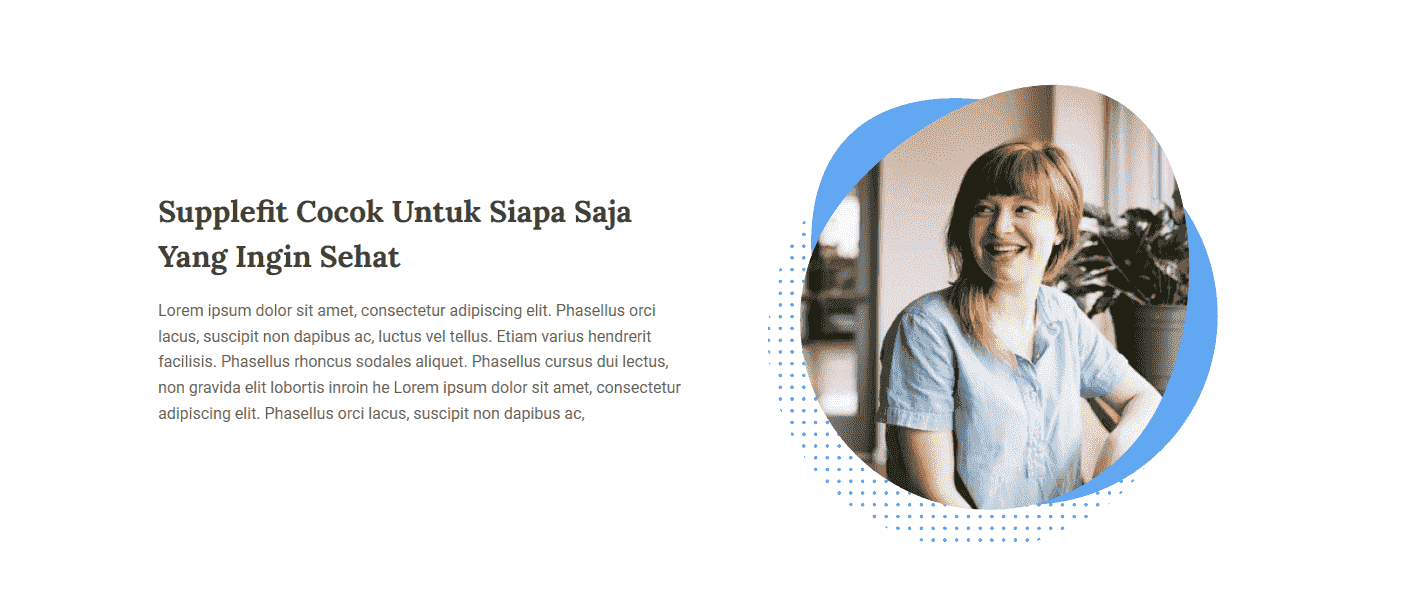 Supplefit Cocok Untuk Siapa Saja
Yang Ingin Sehat
Lorem ipsum dolor sit amet, consectetur adipiscing elit. Phasellus orci
lacus, suscipit non dapibus ac, luctus vel tellus. Etiam varius hendrerit
facilisis. Phasellus rhoncus sodales aliquet. Phasellus cursus dui lectus,
non gravida elit lobortis inroin he Lorem ipsum dolor sit amet, consectetur
adipiscing elit. Phasellus orci lacus, suscipit non dapibus ac,